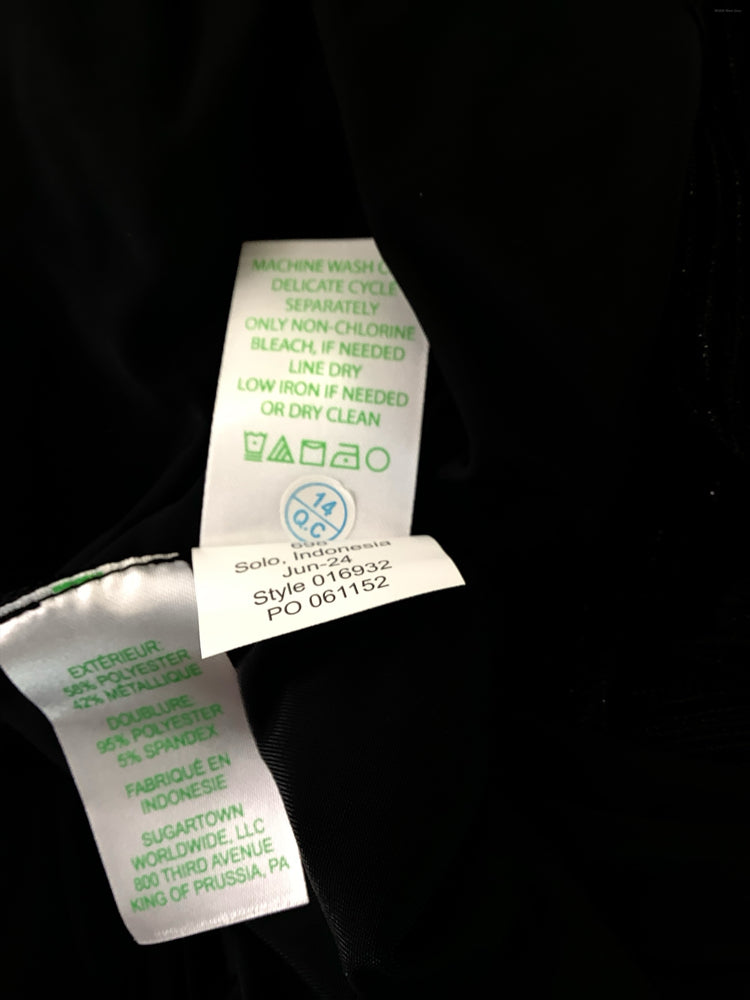 MACHINE WASH
DELICATE CYCLE
SEPARATELY
ONLY NON-CHLORINE
BLEACH, IF NEEDED
LINE DRY
LOW IRON IF NEEDED
OR DRY CLEAN
14
Q.C
Solo, Indonesia
Jun-24
Style 016932
PO 061152
EXTÉRIEUR:
58% POLYESTER
42% MÉTALLIQUE
DOUBLURE
95% POLYESTER
5% SPANDEX
FABRIQUÉ EN
INDONESIE
SUGARTOWN
WORLDWIDE, LLC
800 THIRD AVENUE
KING OF PRUSSIA, PA